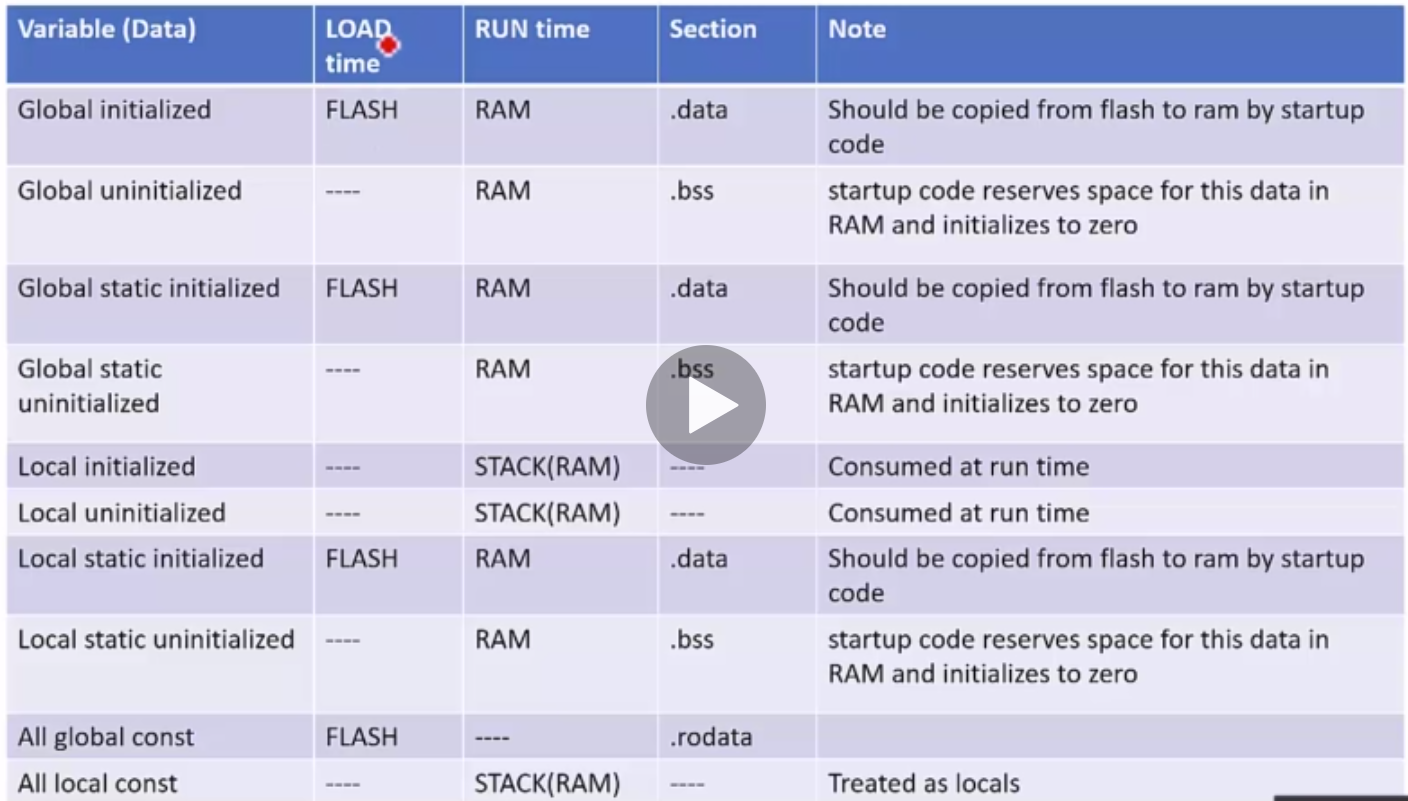 Variable (Data) LOAD time RUN time Section Note
Global initialized FLASH RAM .data Should be copied from flash to ram by startup
code
Global uninitialized ---- RAM .bss startup code reserves space for this data in
RAM and initializes to zero
Global static initialized FLASH RAM .data Should be copied from flash to ram by startup
code
Global static uninitialized ---- RAM .bss startup code reserves space for this data in
RAM and initializes to zero
Local initialized ---- STACK(RAM) ---- Consumed at run time
Local uninitialized ---- STACK(RAM) ---- Consumed at run time
Local static initialized FLASH RAM .data Should be copied from flash to ram by startup
code
Local static uninitialized ---- RAM .bss startup code reserves space for this data in
RAM and initializes to zero
All global const FLASH ---- .rodata
All local const ---- STACK(RAM) ---- Treated as locals